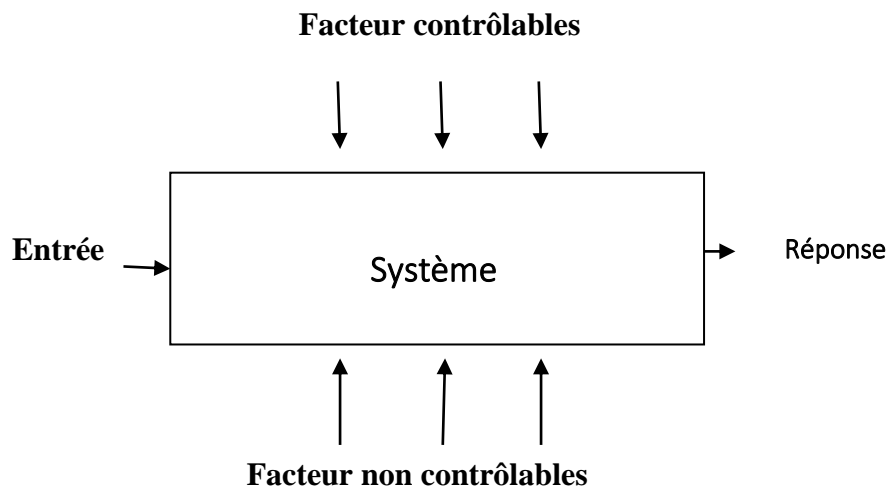 Facteur contrôlables
Entrée
Système
Réponse
Facteur non contrôlables